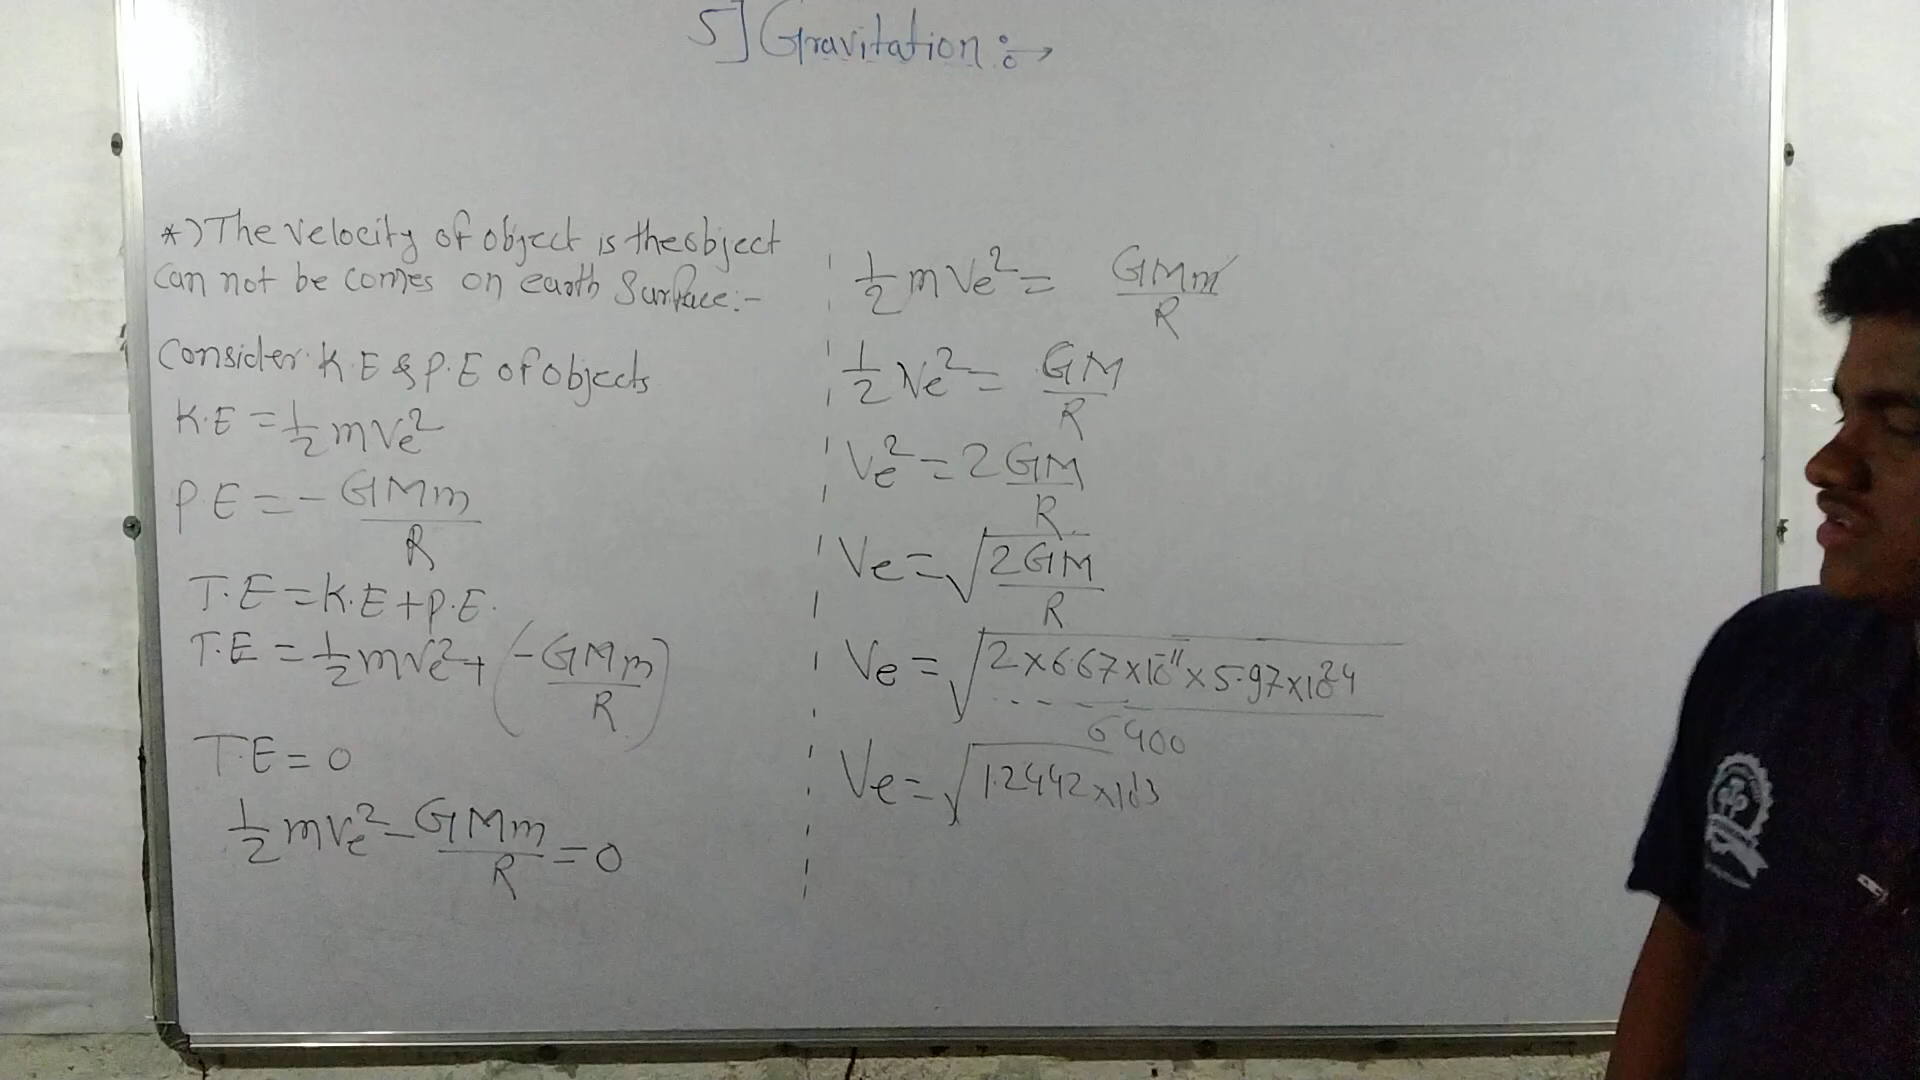 5] Gravitation :→
*) The velocity of object is the object
can not be comes on earth Surface:-
Consider K.E & P.E of objects
K.E = 1/2 mVe²
P.E = - GMm/R
T.E = K.E + P.E.
T.E = 1/2 mVe² + (-GMm/R)
T.E = 0
1/2 mVe² - GMm/R = 0
1/2 mVe² = GMm/R
1/2 Ve² = GM/R
Ve² = 2GM/R
Ve = √(2GM/R)
Ve = √(2×6.67×10⁻¹¹×5.97×10²⁴/6400)
Ve = √1.2442×10¹³